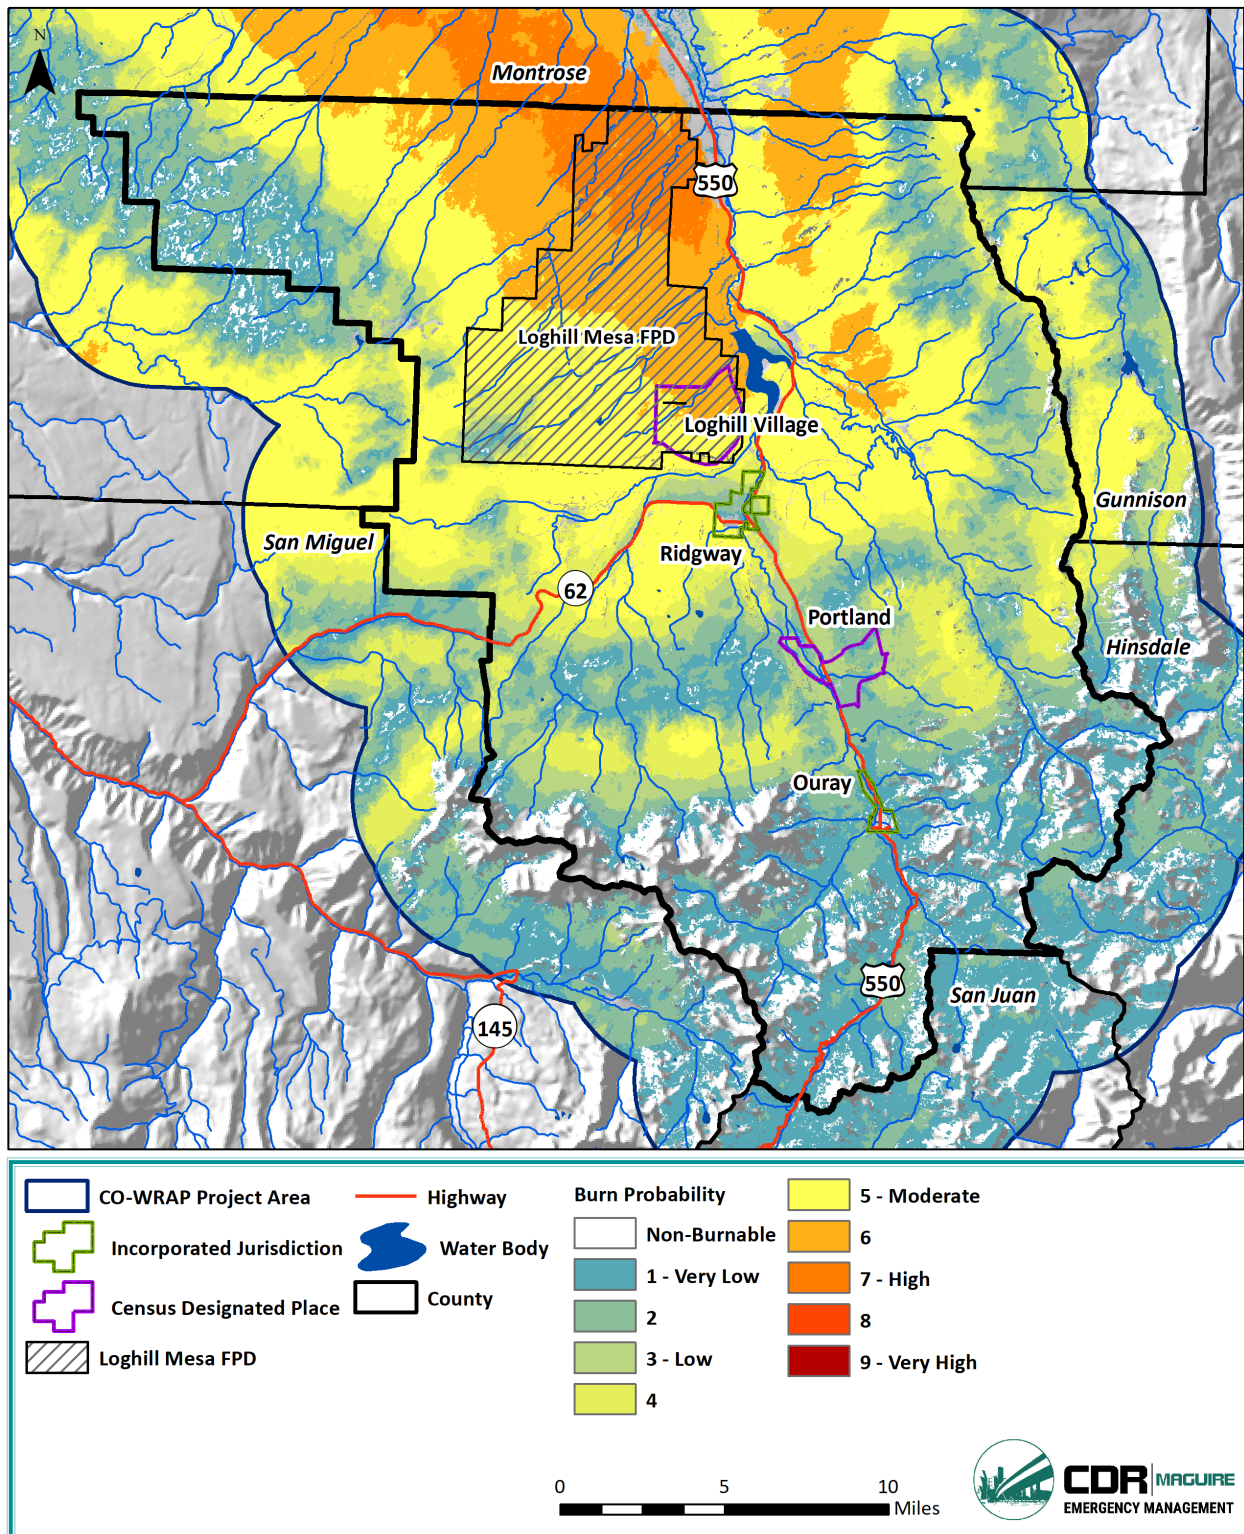 N
Montrose
550
Loghill Mesa FPD
Loghill Village
Gunnison
San Miguel
Ridgway
62
Portland
Hinsdale
Ouray
550
San Juan
145
CO-WRAP Project Area
Incorporated Jurisdiction
Census Designated Place
Loghill Mesa FPD
Highway
Water Body
County
Burn Probability
Non-Burnable
1 - Very Low
2
3 - Low
4
5 - Moderate
6
7 - High
8
9 - Very High
0 5 10
Miles
CDR MAGUIRE
EMERGENCY MANAGEMENT